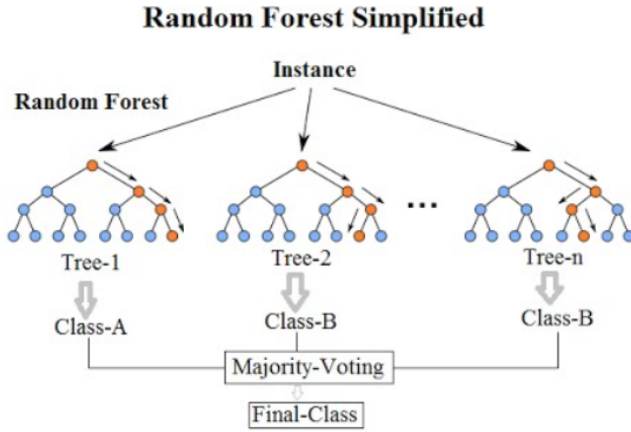 Random Forest Simplified
Instance
Random Forest
...
Tree-1
Tree-2
Tree-n
Class-A
Class-B
Class-B
Majority-Voting
Final-Class